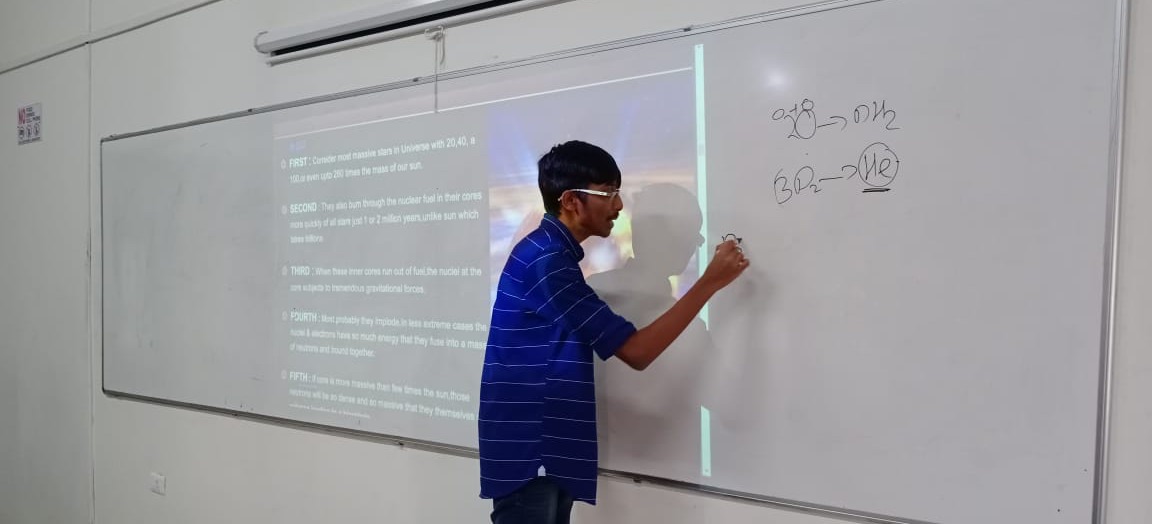 FIRST : Consider most massive stars in Universe with 20,40, a
100,or even upto 250 times the mass of our sun.
SECOND : They also burn through the nuclear fuel in their cores
more quickly of all stars just 1 or 2 million years,unlike sun which
takes billions
THIRD : When these inner cores run out of fuel,the nuclei at the
core subjects to tremendous gravitational forces.
FOURTH : Most probably they implode,In less extreme cases the
nuclei & electrons have so much energy that they fuse into a mass
of neutrons and bound together.
FIFTH : If core is more massive than few times the sun,those
neutrons will be so dense and so massive that they themselves
→
→ He
NO